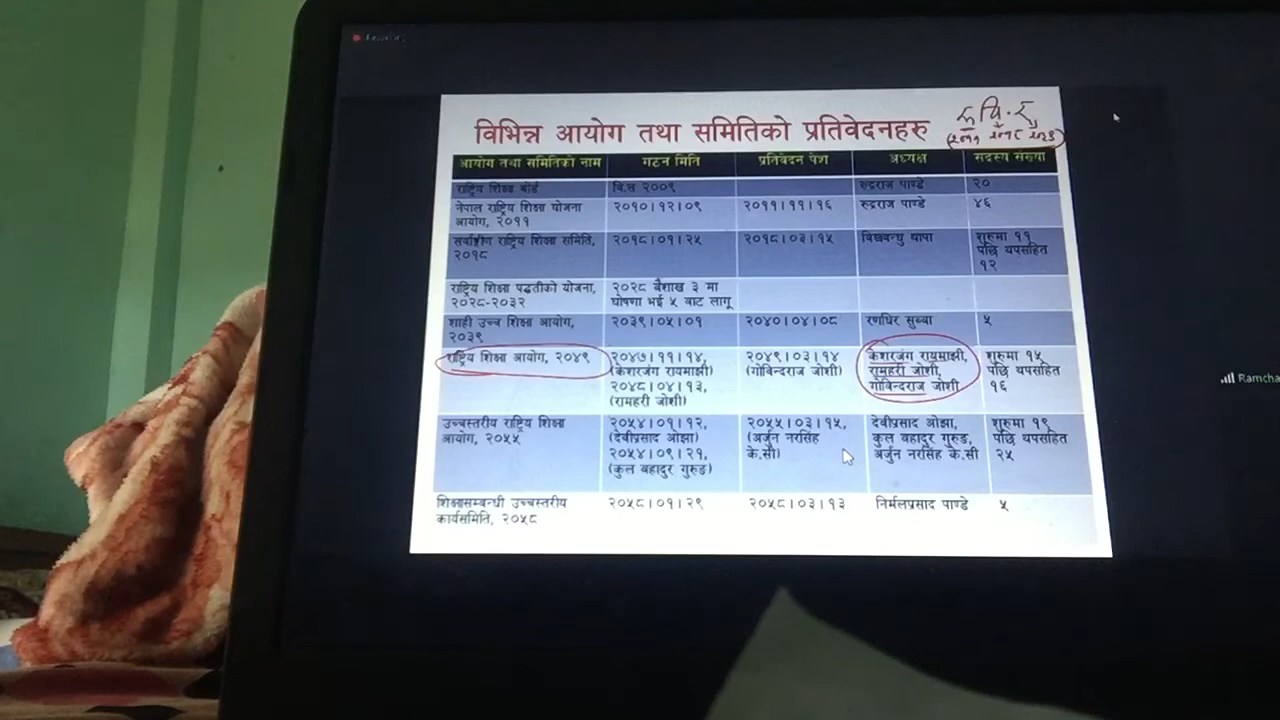 विभिन्न आयोग तथा समितिको प्रतिवेदनहरु
आयोग तथा समितिको नाम गठन मिति प्रतिवेदन पेश अध्यक्ष सदस्य संख्या
राष्ट्रिय शिक्षा बोर्ड वि.स २००९ रुद्रराज पाण्डे २०
नेपाल राष्ट्रिय शिक्षा योजना २०१०।१२।०९ २०११।११।१६ रुद्रराज पाण्डे ४६
आयोग, २०११
सर्वाङ्गीण राष्ट्रिय शिक्षा समिति, २०१८।०१।२५ २०१८।०३।१५ विश्वबन्धु थापा शुरुमा ११
२०१८ पछि थपसहित
१२
राष्ट्रिय शिक्षा पद्धतीको योजना, २०२८ बैशाख ३ मा
२०२८-२०३२ घोषणा भई ५ बाट लागू
शाही उच्च शिक्षा आयोग, २०३९।०५।०१ २०४०।०४।०८ रणधिर सुब्बा ५
२०३९
राष्ट्रिय शिक्षा आयोग, २०४९ २०४७।११।१४, २०४९।०३।१४ केशरजंग रायमाझी, शुरुमा १५
(केशरजंग रायमाझी) (गोविन्दराज जोशी) रामहरी जोशी, पछि थपसहित
२०४८।०४।१३, गोविन्दराज जोशी १६
(रामहरी जोशी)
उच्चस्तरीय राष्ट्रिय शिक्षा २०५४।०१।१२, २०५५।०३।१५, देवीप्रसाद ओझा, शुरुमा १९
आयोग, २०५५ (देवीप्रसाद ओझा) (अर्जुन नरसिंह कुल बहादुर गुरुङ, पछि थपसहित
२०५४।०९।२१, के.सी) अर्जुन नरसिंह के.सी २५
(कुल बहादुर गुरुङ)
शिक्षासम्बन्धी उच्चस्तरीय २०५८।०१।२९ २०५८।०३।१३ निर्मलप्रसाद पाण्डे ५
कार्यसमिति, २०५८
Ramcha